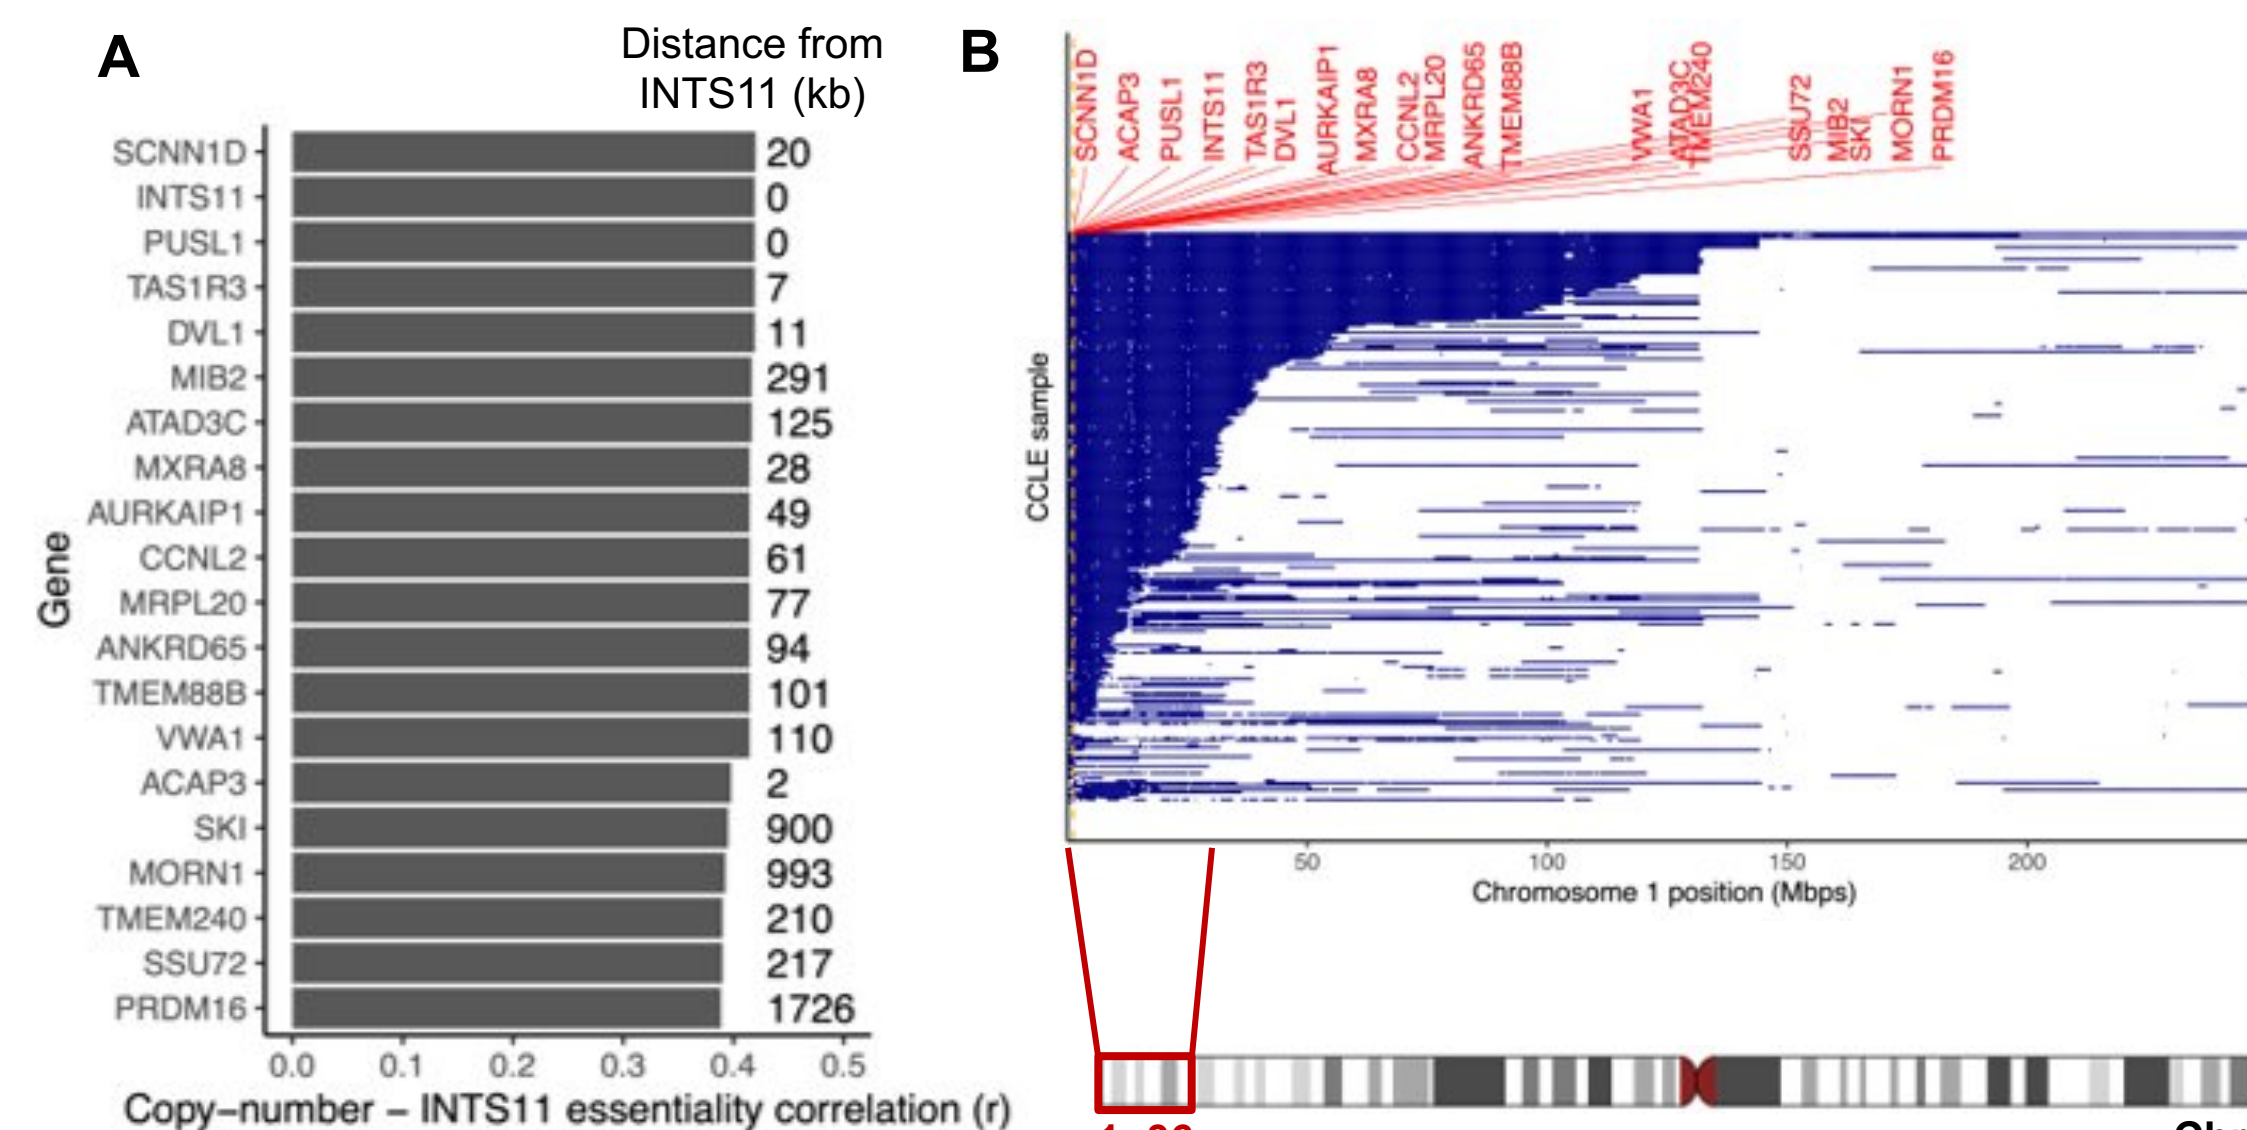 A
Distance from
INTS11 (kb)
Gene
SCNN1D 20
INTS11 0
PUSL1 0
TAS1R3 7
DVL1 11
MIB2 291
ATAD3C 125
MXRA8 28
AURKAIP1 49
CCNL2 61
MRPL20 77
ANKRD65 94
TMEM88B 101
VWA1 110
ACAP3 2
SKI 900
MORN1 993
TMEM240 210
SSU72 217
PRDM16 1726
0.0 0.1 0.2 0.3 0.4 0.5
Copy–number – INTS11 essentiality correlation (r)
B
SCNN1D
ACAP3
PUSL1
INTS11
TAS1R3
DVL1
AURKAIP1
MXRA8
CCNL2
MRPL20
ANKRD65
TMEM88B
VWA1
ATAD3C
TMEM240
SSU72
MIB2
SKI
MORN1
PRDM16
CCLE sample
50 100 150 200
Chromosome 1 position (Mbps)